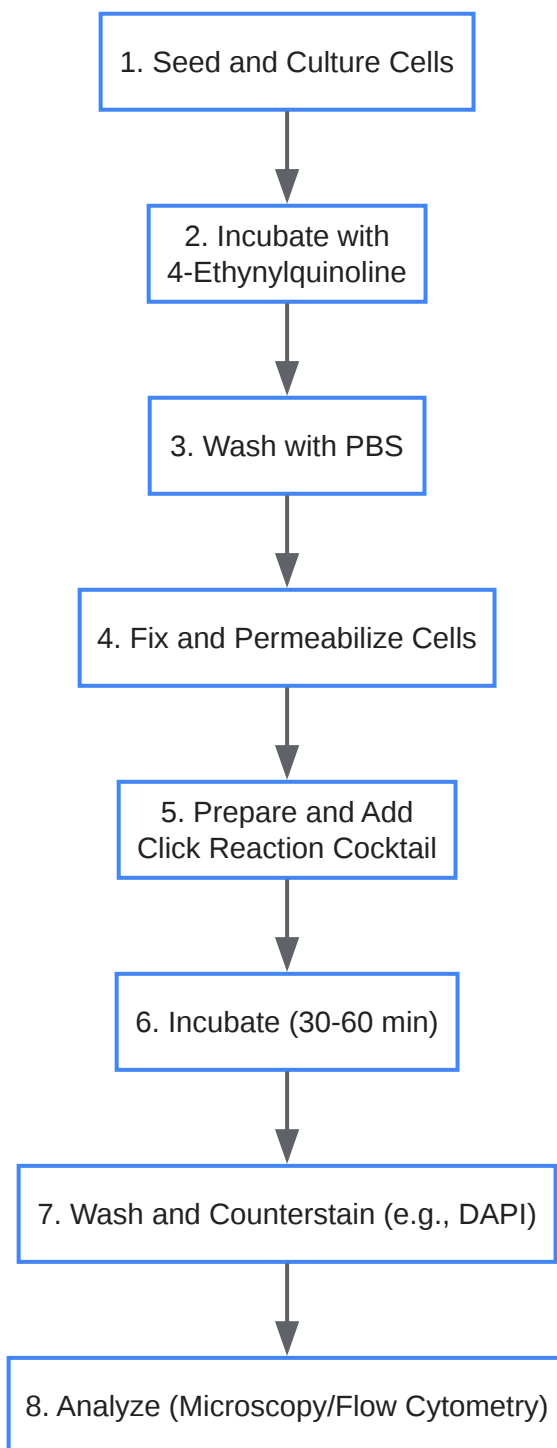 1. Seed and Culture Cells
2. Incubate with
4-Ethynylquinoline
3. Wash with PBS
4. Fix and Permeabilize Cells
5. Prepare and Add
Click Reaction Cocktail
6. Incubate (30-60 min)
7. Wash and Counterstain (e.g., DAPI)
8. Analyze (Microscopy/Flow Cytometry)